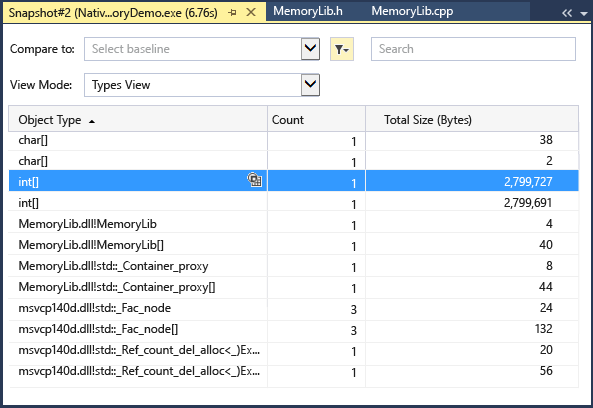 Snapshot#2 (Nativ...oryDemo.exe (6.76s) MemoryLib.h MemoryLib.cpp
Compare to: Select baseline Search
View Mode: Types View
Object Type Count Total Size (Bytes)
char[] 1 38
char[] 1 2
int[] 1 2,799,727
int[] 1 2,799,691
MemoryLib.dll!MemoryLib 1 4
MemoryLib.dll!MemoryLib[] 1 40
MemoryLib.dll!std::_Container_proxy 1 8
MemoryLib.dll!std::_Container_proxy[] 1 44
msvcp140d.dll!std::_Fac_node 3 24
msvcp140d.dll!std::_Fac_node[] 3 132
msvcp140d.dll!std::_Ref_count_del_alloc<_)Ex... 1 20
msvcp140d.dll!std::_Ref_count_del_alloc<_)Ex... 1 56